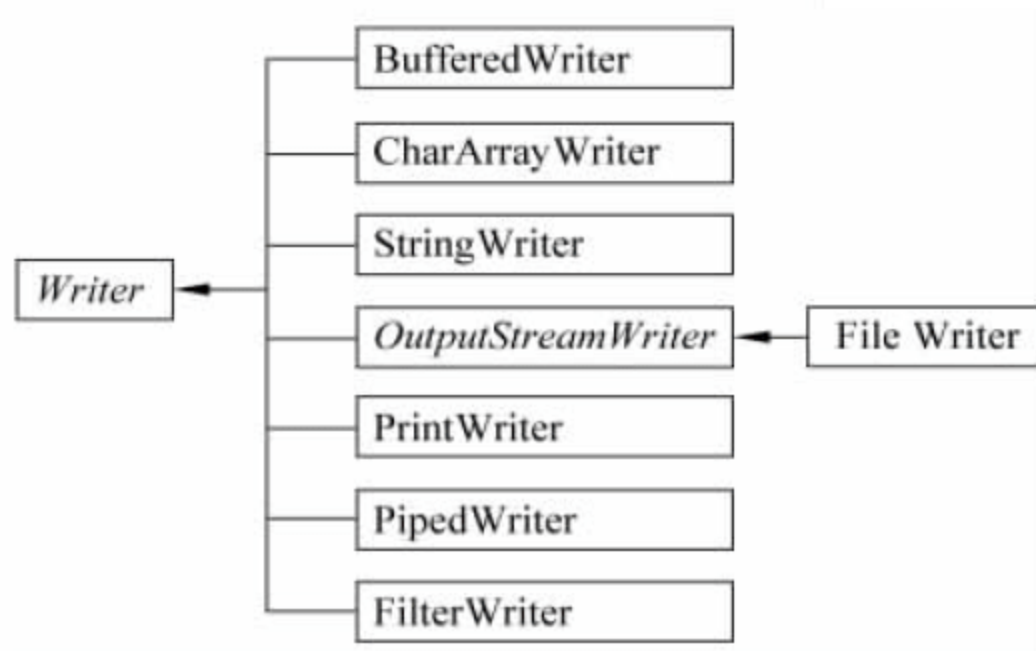 BufferedWriter
CharArrayWriter
StringWriter
Writer
OutputStreamWriter
File Writer
PrintWriter
PipedWriter
FilterWriter